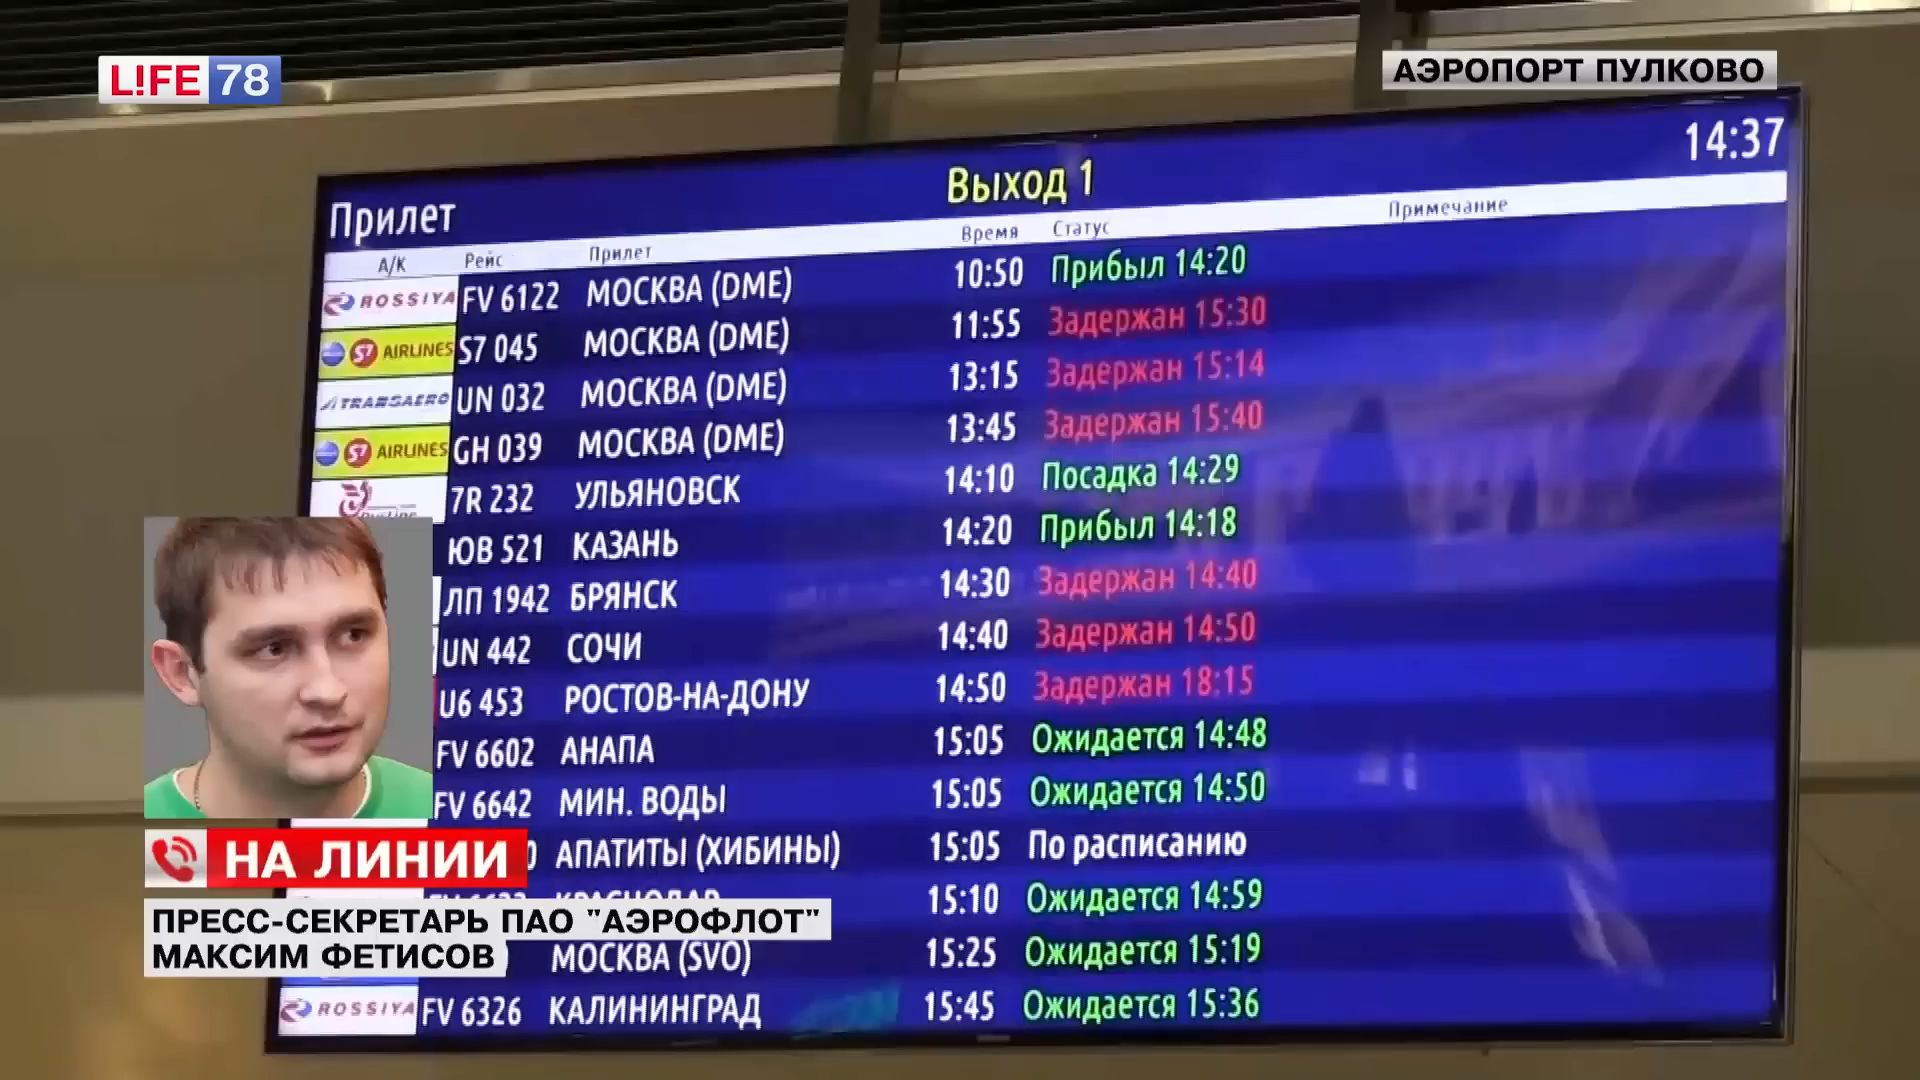 L!FE 78
АЭРОПОРТ ПУЛКОВО
14:37
Выход 1
Прилет
А/К Рейс Прилет Время Статус Примечание
ROSSIYA FV 6122 МОСКВА (DME) 10:50 Прибыл 14:20
S7 AIRLINES S7 045 МОСКВА (DME) 11:55 Задержан 15:30
TRANSAERO UN 032 МОСКВА (DME) 13:15 Задержан 15:14
S7 AIRLINES GH 039 МОСКВА (DME) 13:45 Задержан 15:40
7R 232 УЛЬЯНОВСК 14:10 Посадка 14:29
ЮВ 521 КАЗАНЬ 14:20 Прибыл 14:18
ЛП 1942 БРЯНСК 14:30 Задержан 14:40
UN 442 СОЧИ 14:40 Задержан 14:50
U6 453 РОСТОВ-НА-ДОНУ 14:50 Задержан 18:15
FV 6602 АНАПА 15:05 Ожидается 14:48
FV 6642 МИН. ВОДЫ 15:05 Ожидается 14:50
АПАТИТЫ (ХИБИНЫ) 15:05 По расписанию
15:10 Ожидается 14:59
МОСКВА (SVO) 15:25 Ожидается 15:19
ROSSIYA FV 6326 КАЛИНИНГРАД 15:45 Ожидается 15:36
НА ЛИНИИ
ПРЕСС-СЕКРЕТАРЬ ПАО "АЭРОФЛОТ"
МАКСИМ ФЕТИСОВ